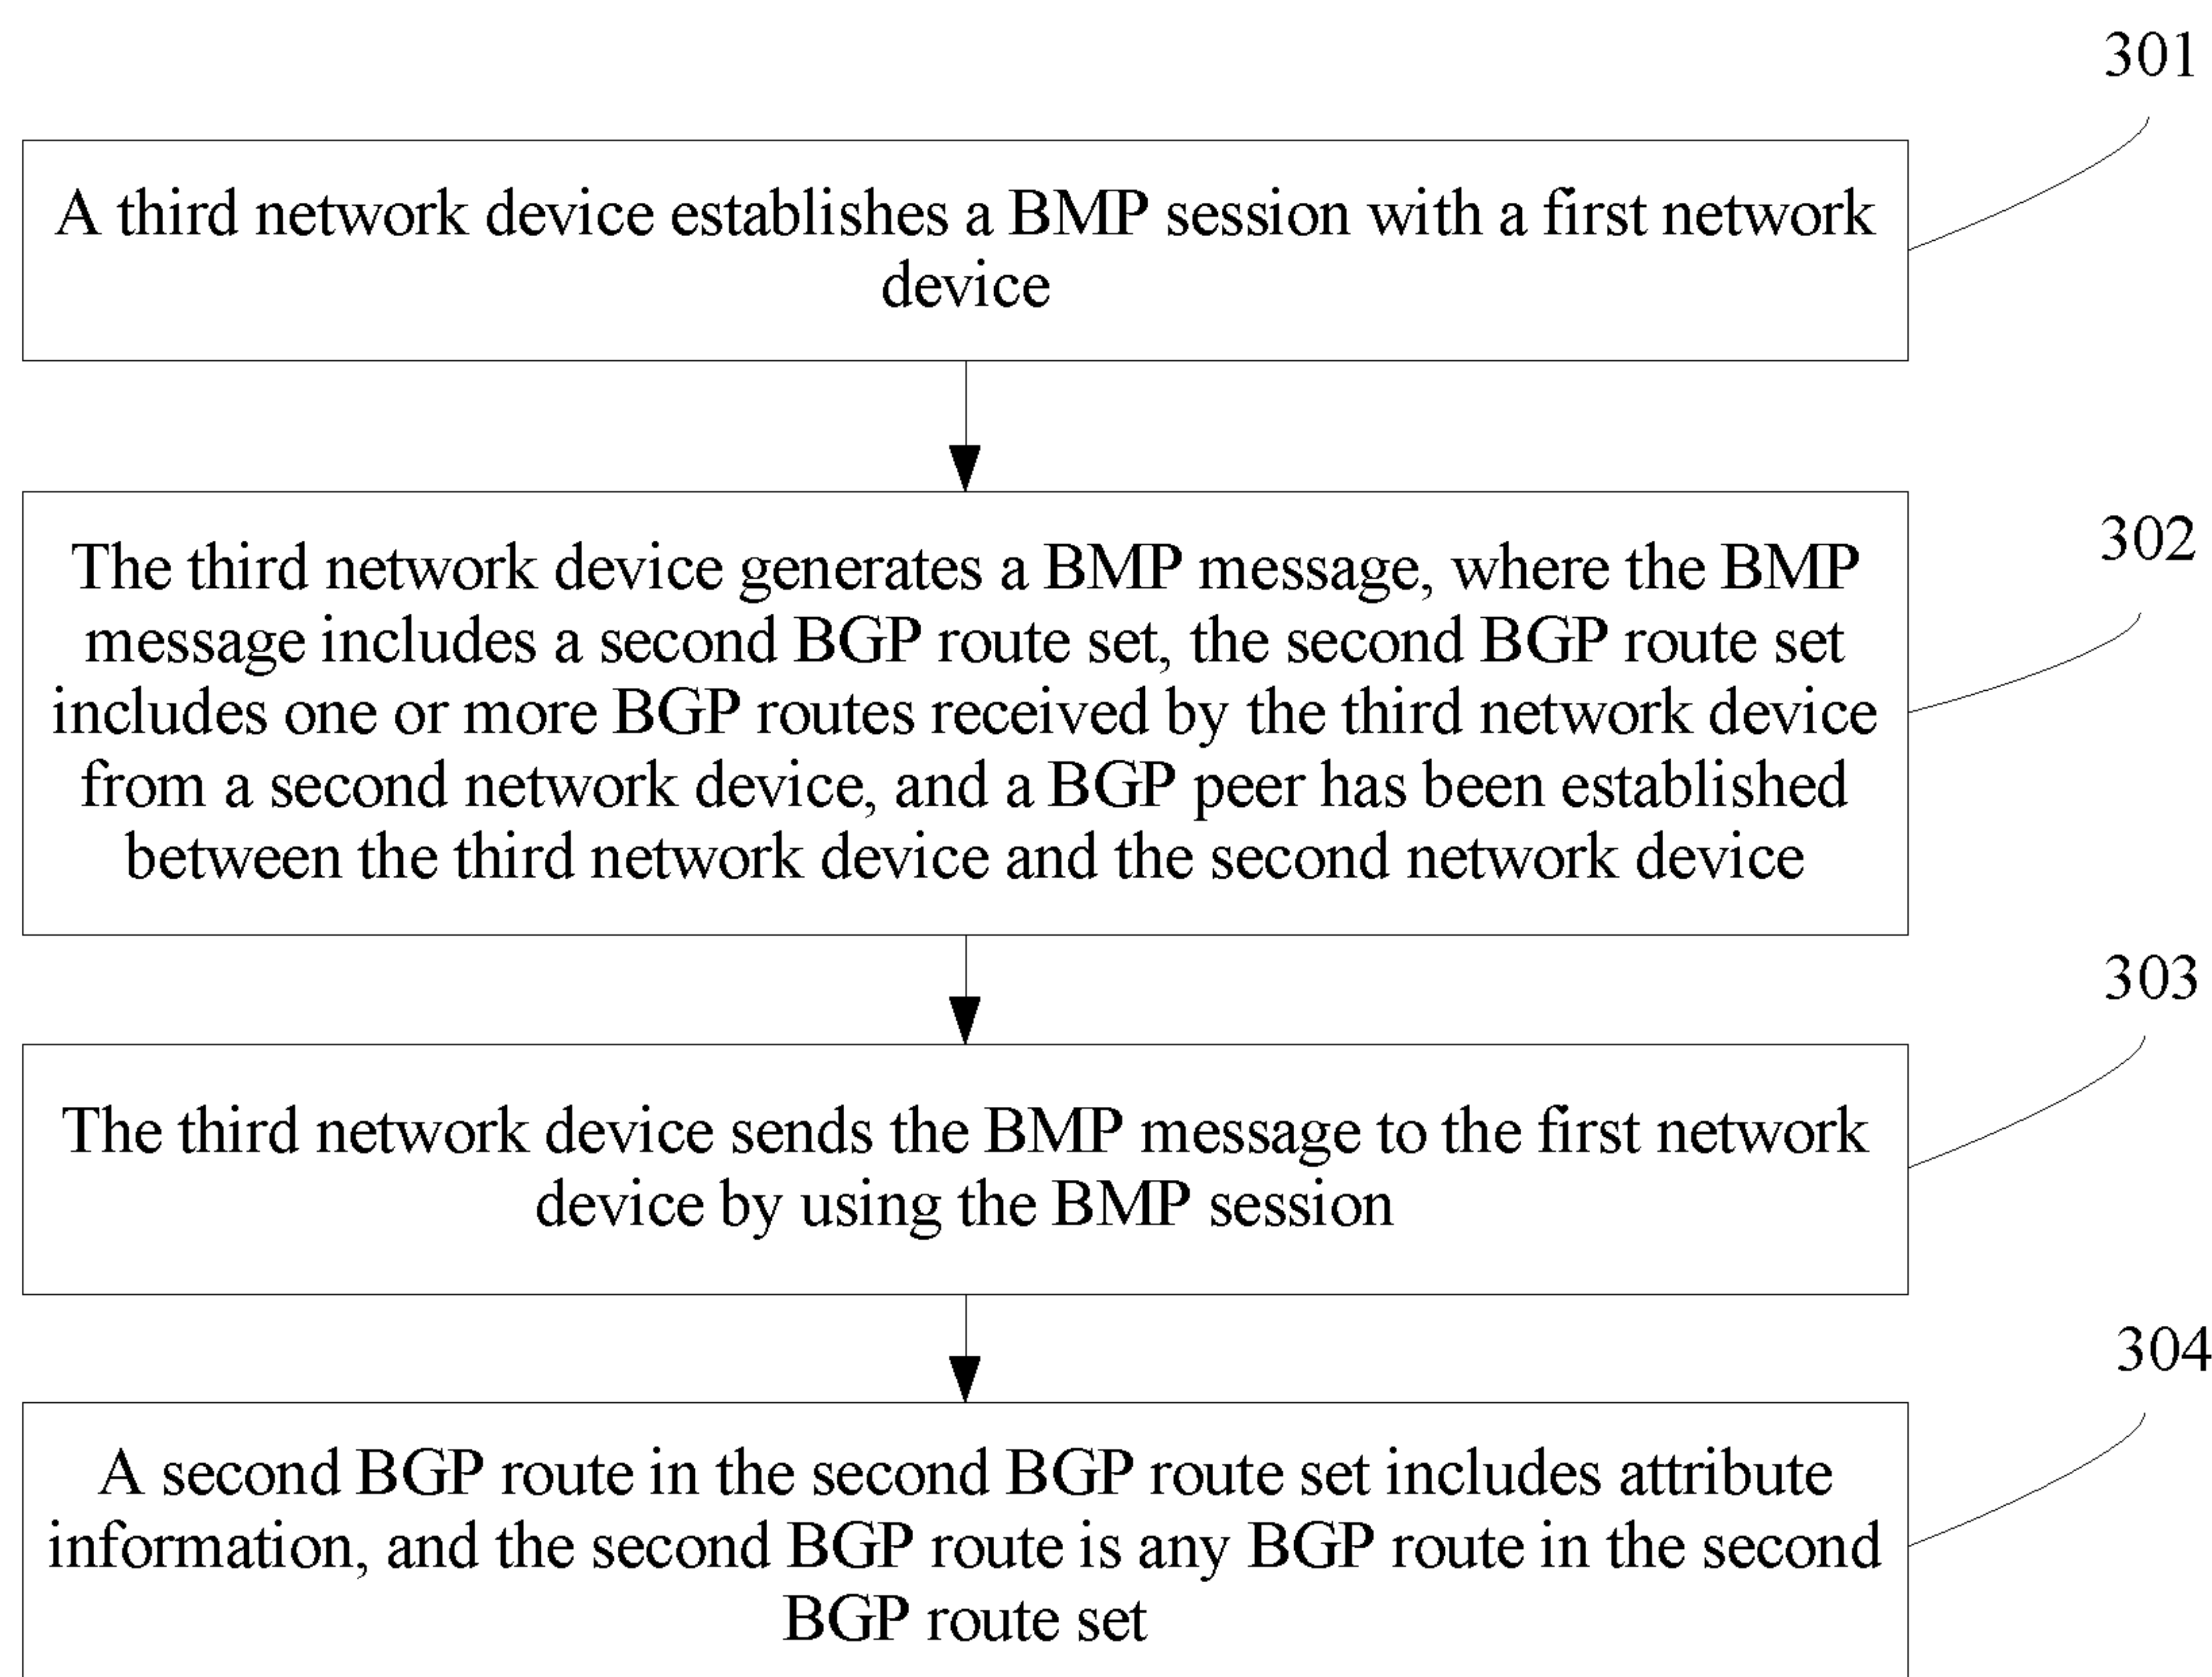 301
A third network device establishes a BMP session with a first network
device
302
The third network device generates a BMP message, where the BMP
message includes a second BGP route set, the second BGP route set
includes one or more BGP routes received by the third network device
from a second network device, and a BGP peer has been established
between the third network device and the second network device
303
The third network device sends the BMP message to the first network
device by using the BMP session
304
A second BGP route in the second BGP route set includes attribute
information, and the second BGP route is any BGP route in the second
BGP route set